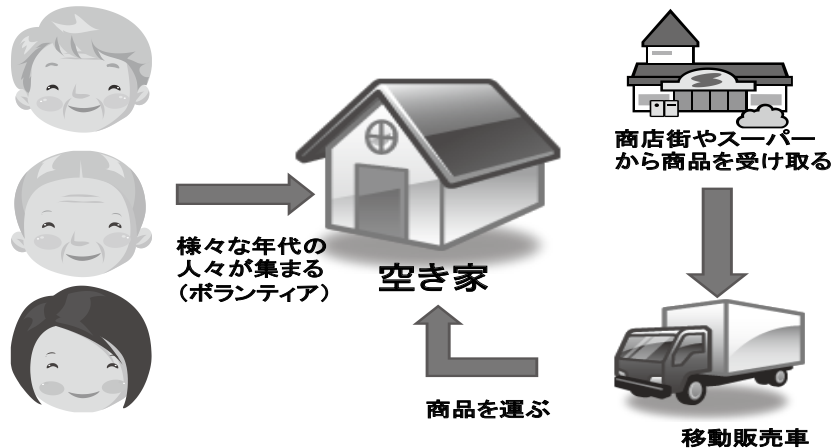 商店街やスーパー
から商品を受け取る
様々な年代の
人々が集まる
（ボランティア）
空き家
商品を運ぶ
移動販売車